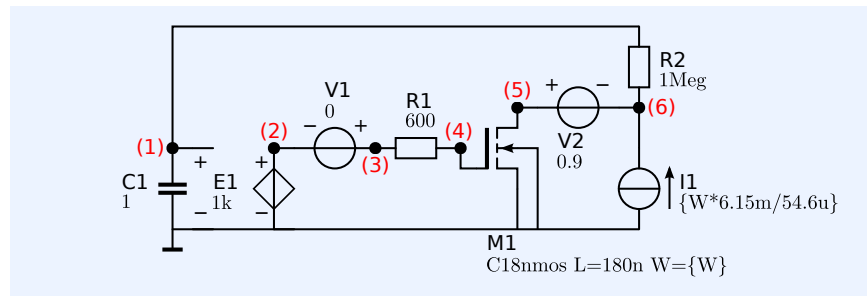 R2
1Meg
V1
0
R1
600
(5)
+ −
(6)
V2
0.9
(1)
+
(2)
− +
(3)
(4)
C1
1
−
E1
1k
+
−
I1
{W*6.15m/54.6u}
M1
C18nmos L=180n W={W}